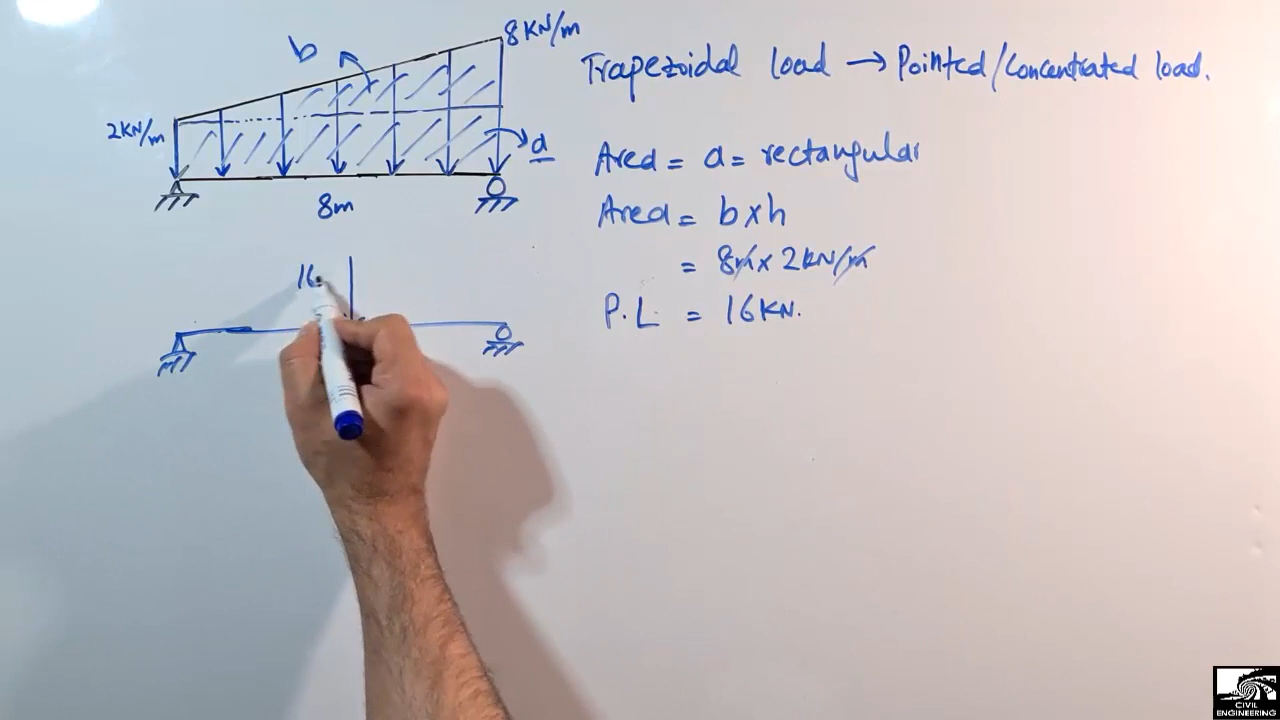 b
8KN/m
2KN/m
a
8m
Trapezoidal load → Pointed/Concentrated load.
Area = a = rectangular
Area = b x h
= 8m x 2KN/m
P.L = 16KN.
16
CIVIL
ENGINEERING